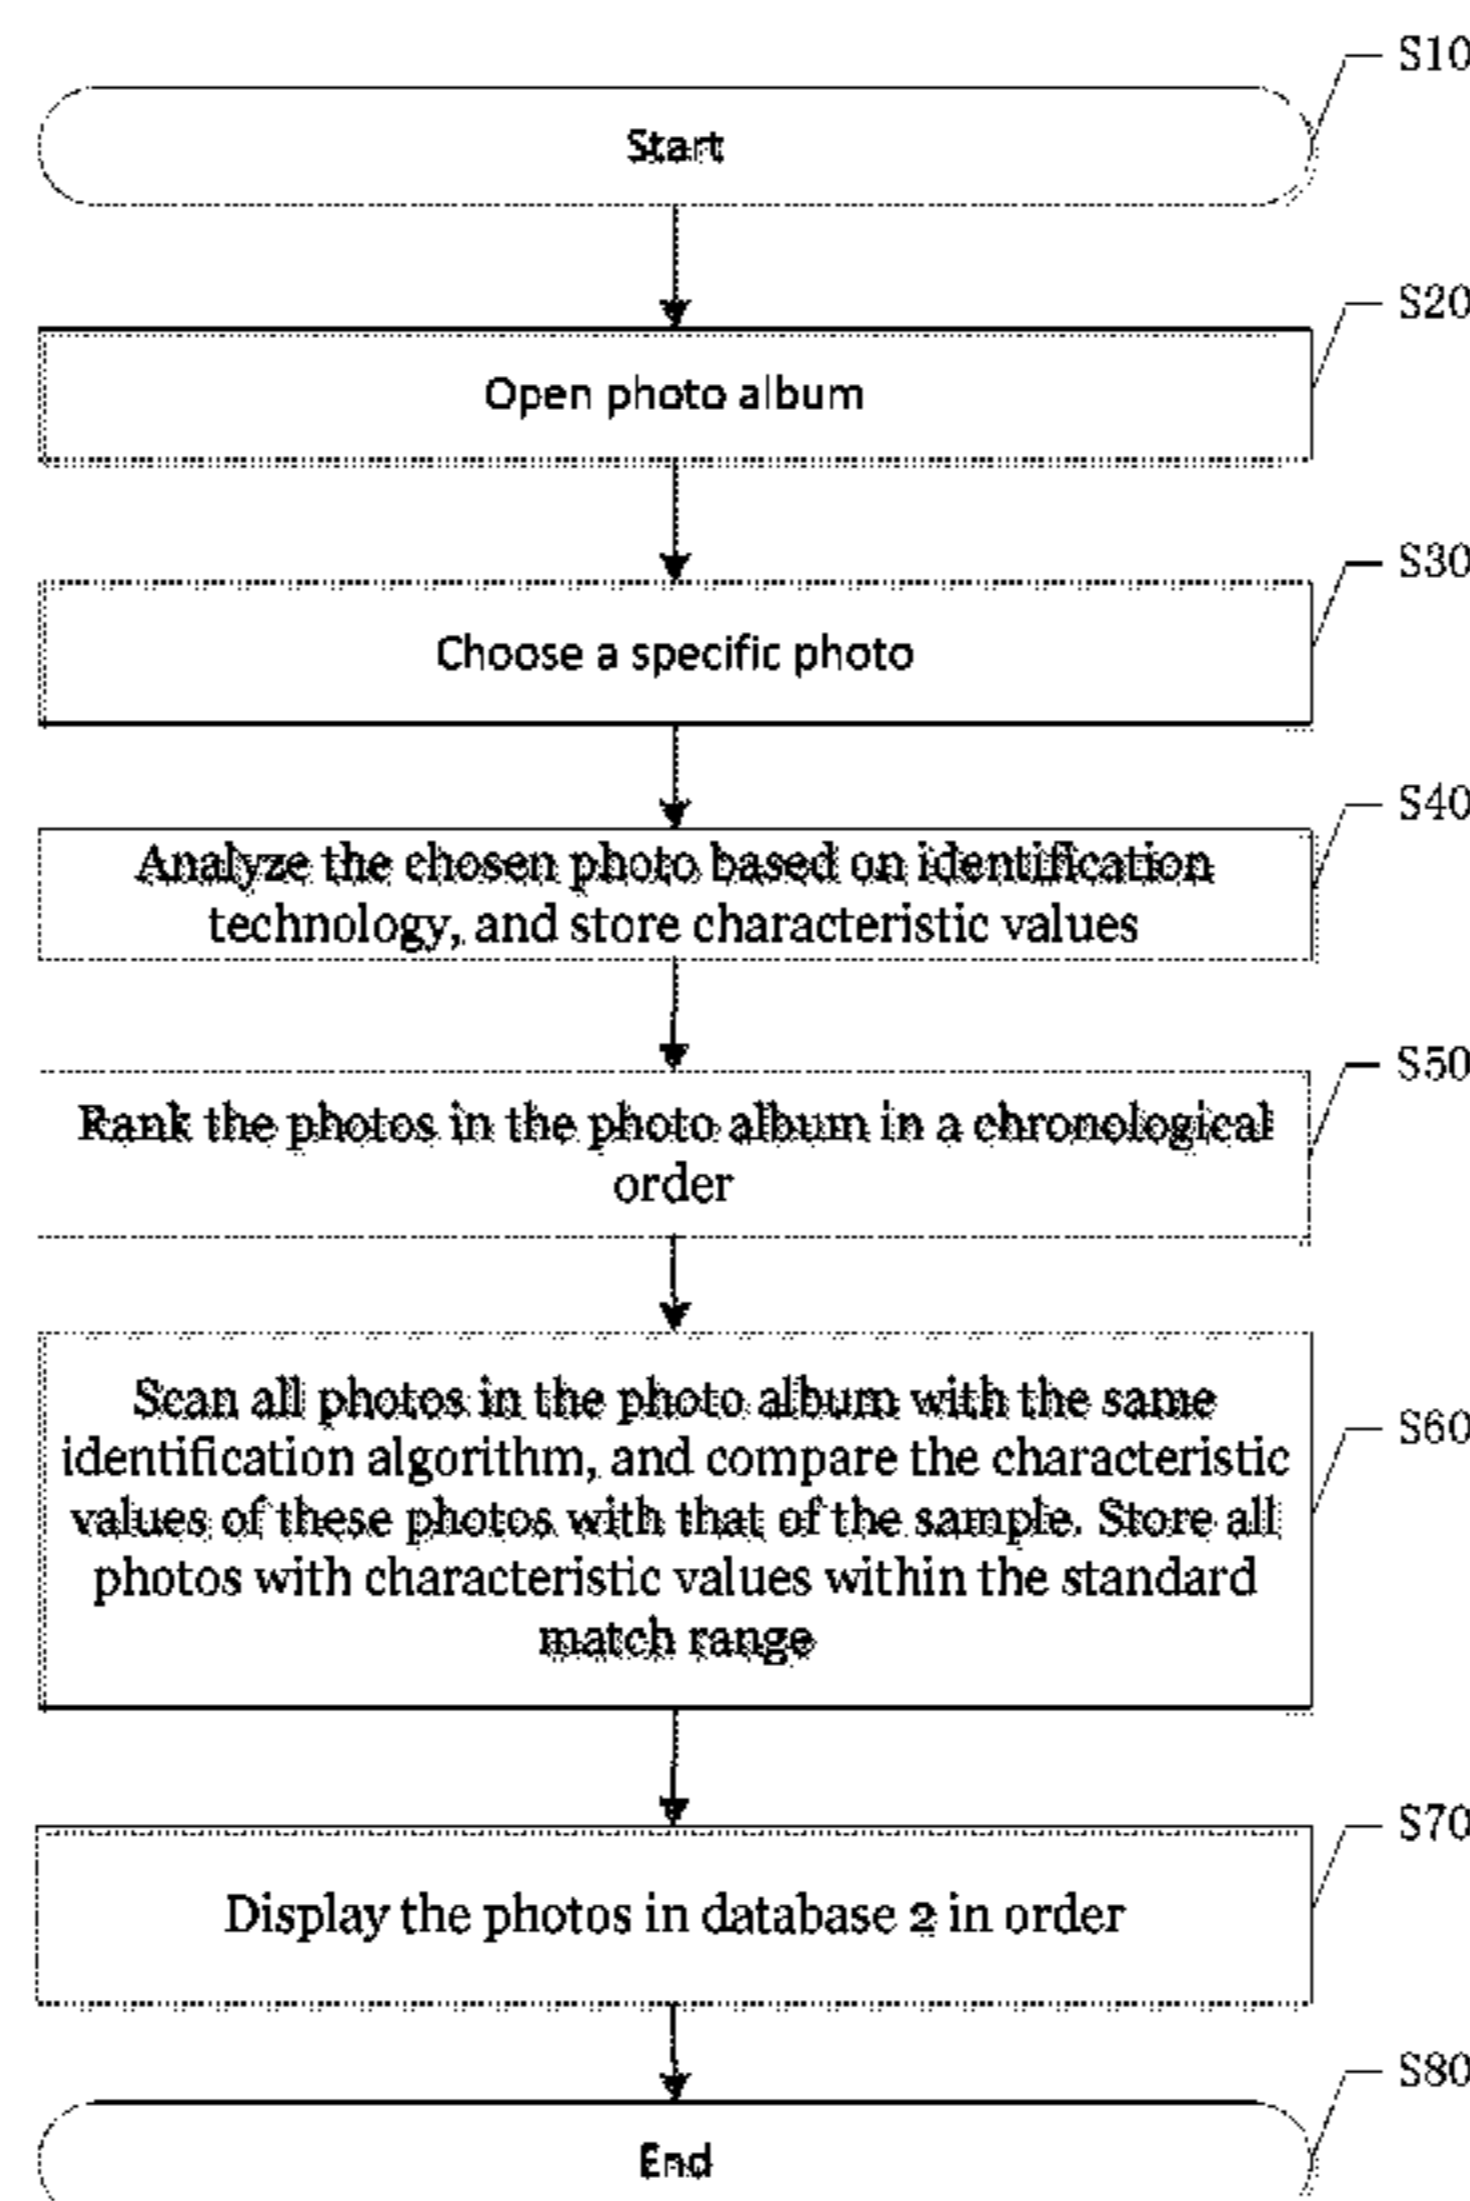 S10
Start
S20
Open photo album
S30
Choose a specific photo
S40
Analyze the chosen photo based on identification
technology, and store characteristic values
S50
Rank the photos in the photo album in a chronological
order
Scan all photos in the photo album with the same
S60
identification algorithm, and compare the characteristic
values of these photos with that of the sample. Store all
photos with characteristic values within the standard
match range
S70
Display the photos in database 2 in order
S80
End